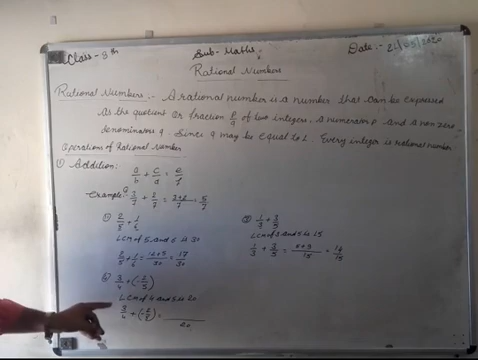 Class - 8th Sub- Maths. Date:- 21/05/2020
Rational Numbers
Rational Numbers:- A rational number is a number that can be expressed
as the quotient or fraction p/q of two integers, a numerator p and a non zero
denominator q. Since q may be equal to 1. Every integer is rational number.
Operations of Rational Number
① Addition:
a/b + c/d = e/f
Example: 3/7 + 2/7 = 3+2/7 = 5/7
① 2/5 + 1/6
LCM of 5 and 6 is 30
2/5 + 1/6 = 12+5/30 = 17/30
② 3/4 + (-2/5)
LCM of 4 and 5 is 20
3/4 + (-2/5) = 20
③ 1/3 + 3/5
LCM of 3 and 5 is 15
1/3 + 3/5 = 5+9/15 = 14/15